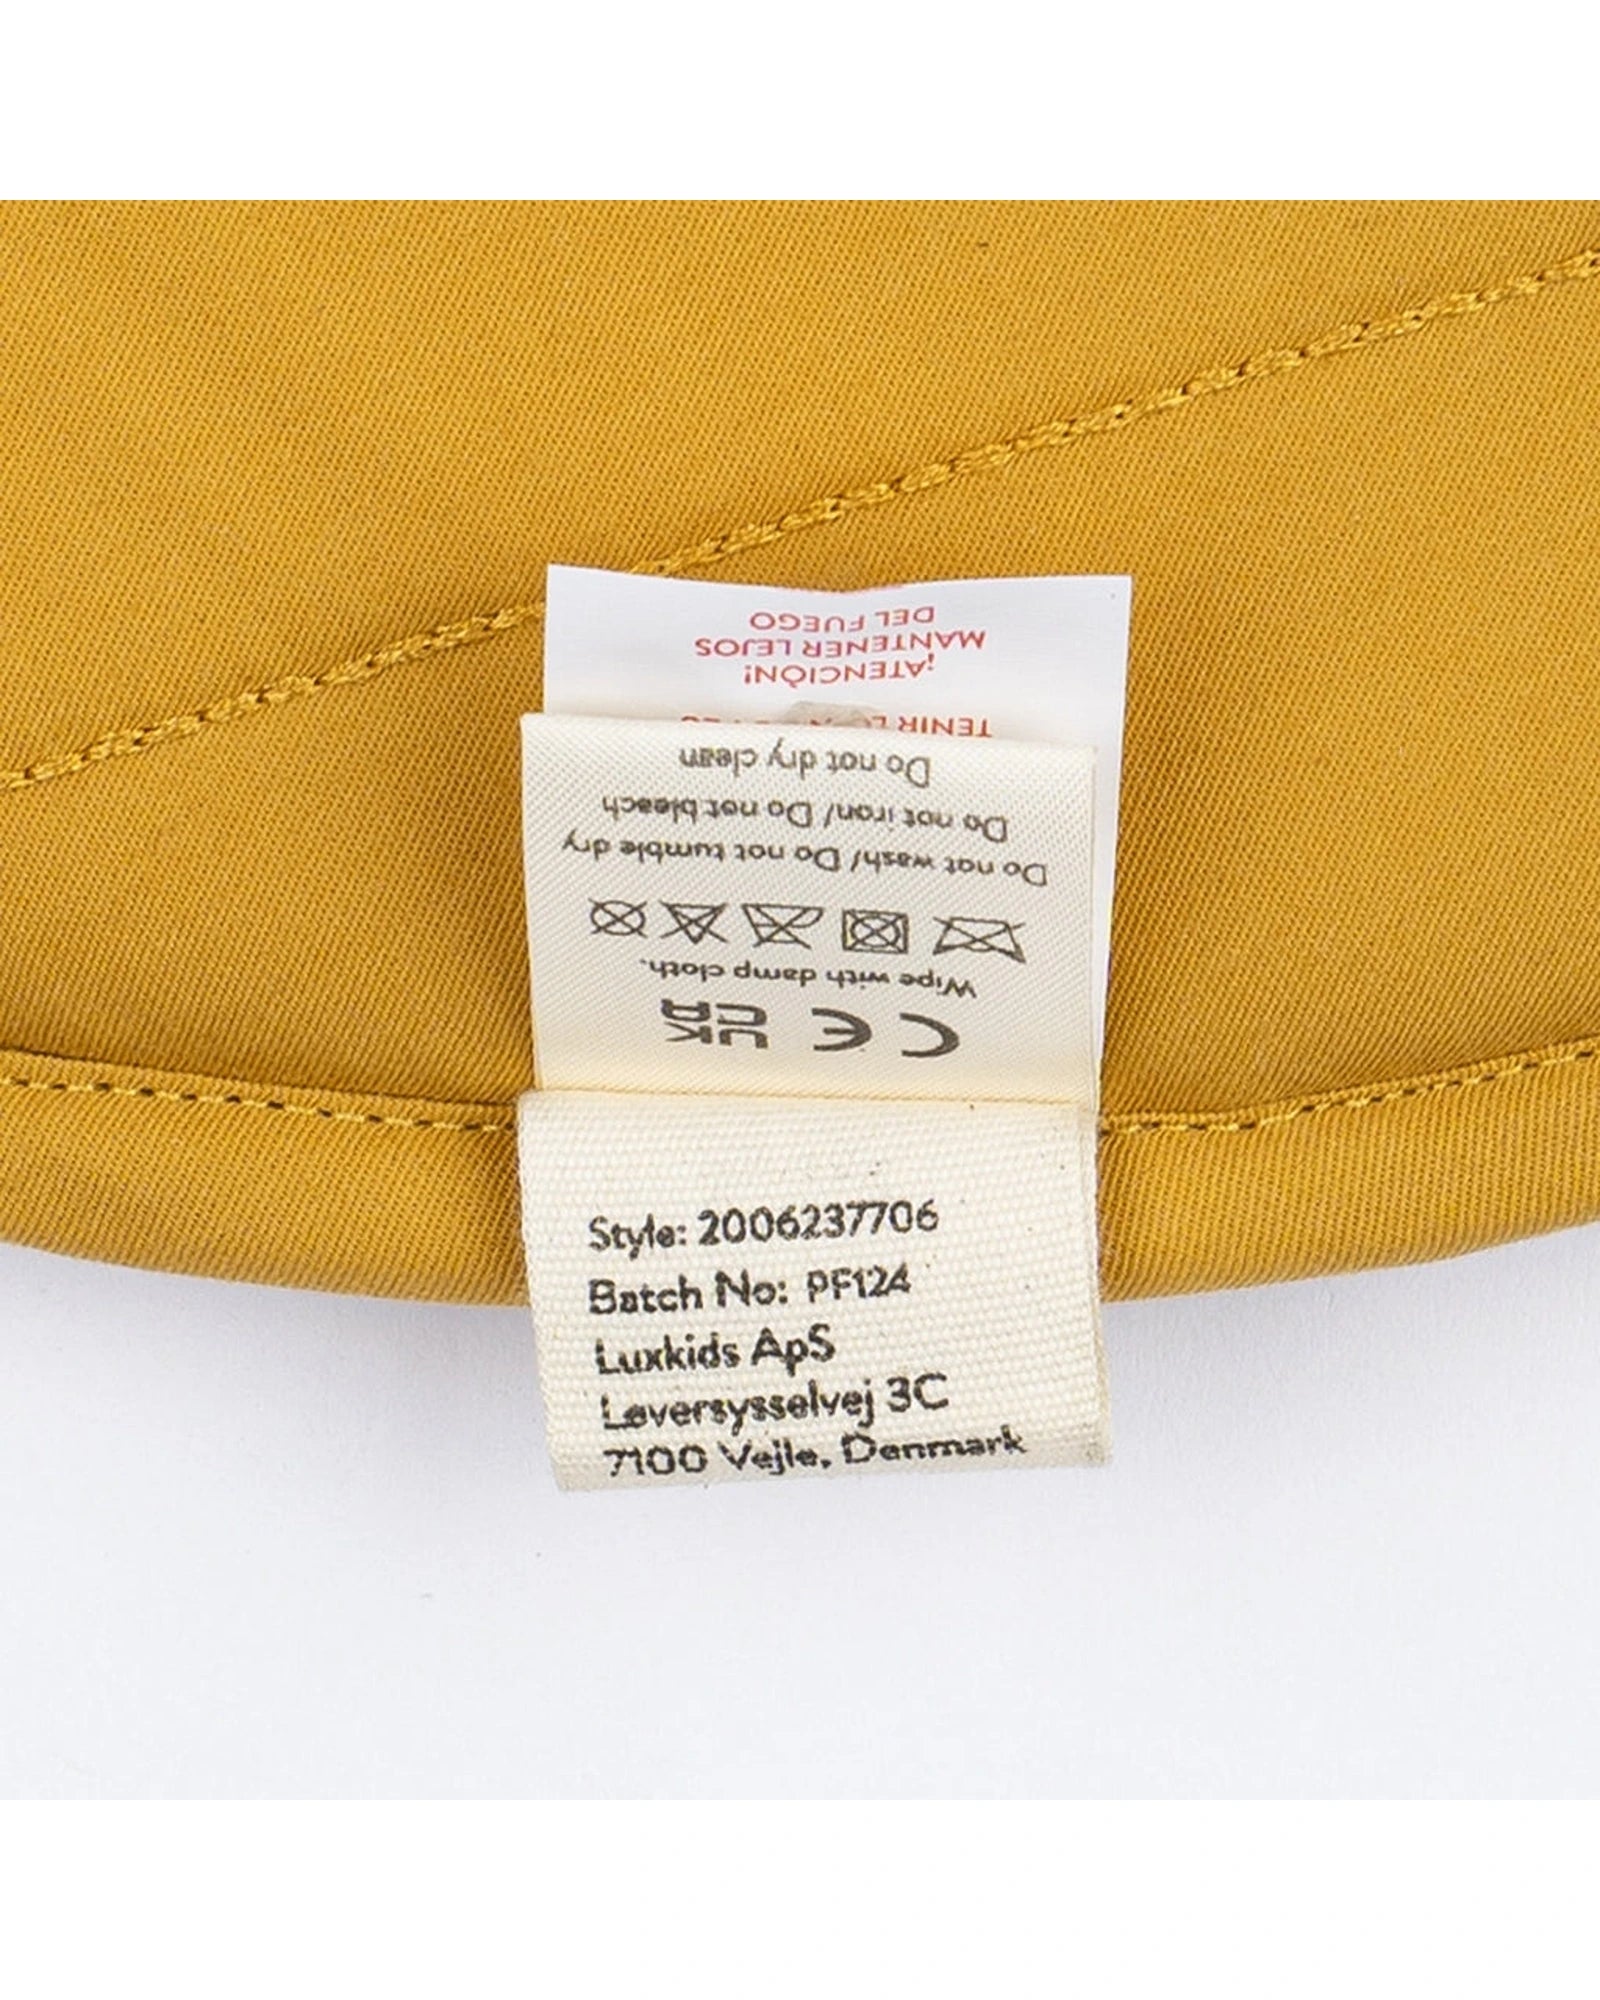 Style: 2006237706
Batch No: PF124
Luxkids ApS
Løversysselvej 3C
7100 Vejle, Denmark
CE UK CA
Wipe with damp cloth.
Do not wash/ Do not tumble dry
Do not iron/ Do not bleach
Do not dry clean
TENIR
¡ATENCIÒN!
MANTENER LEJOS
DEL FUEGO